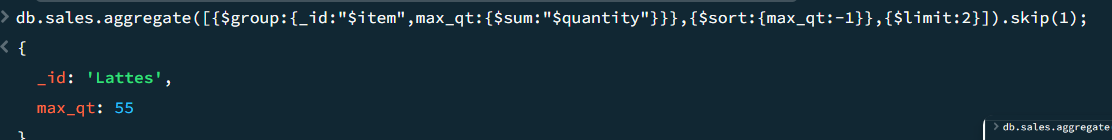 db.sales.aggregate([{$group:{_id:"$item",max_qt:{$sum:"$quantity"}}},{$sort:{max_qt:-1}},{$limit:2}]).skip(1);
{
_id: 'Lattes',
max_qt: 55
}
db.sales.aggregate